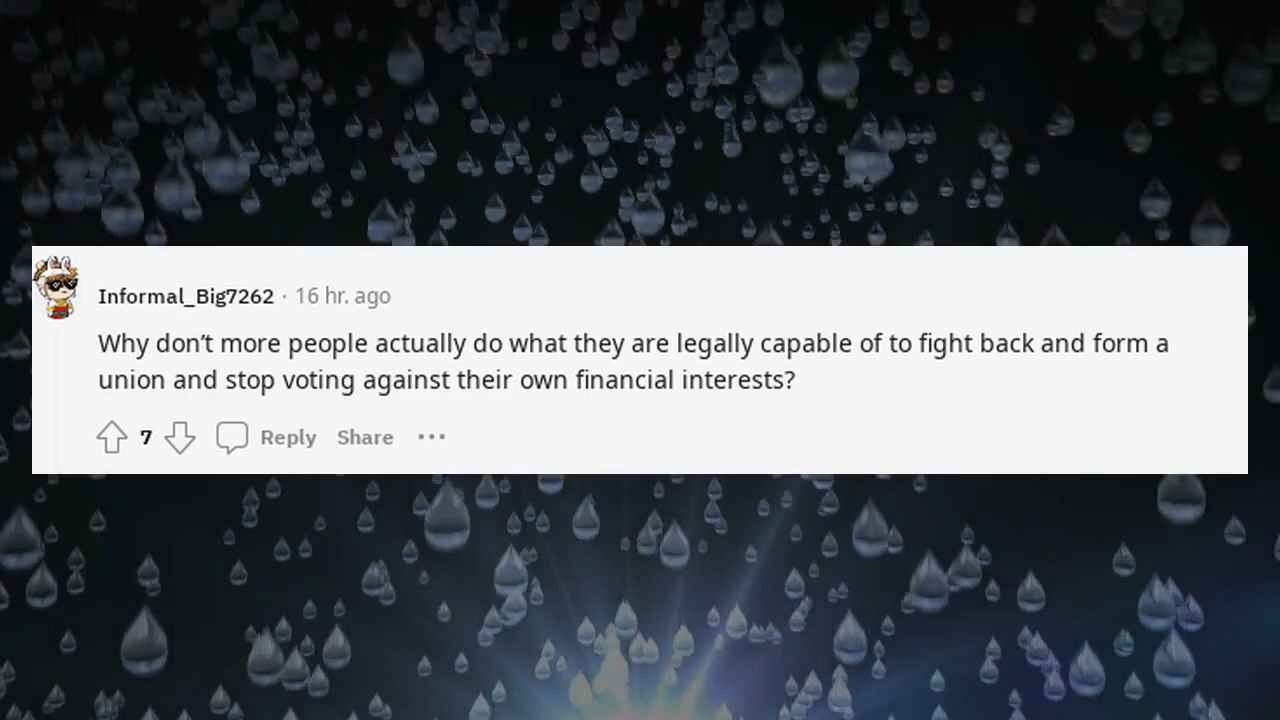 Informal_Big7262 · 16 hr. ago
Why don’t more people actually do what they are legally capable of to fight back and form a
union and stop voting against their own financial interests?
7 Reply Share ···